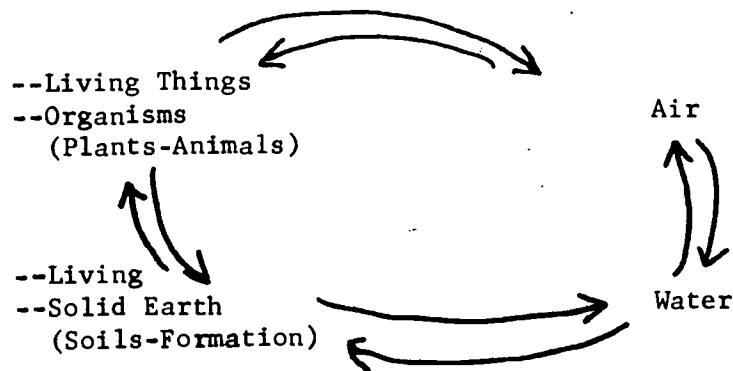 --Living Things
--Organisms
(Plants-Animals)
Air
--Living
--Solid Earth
(Soils-Formation)
Water